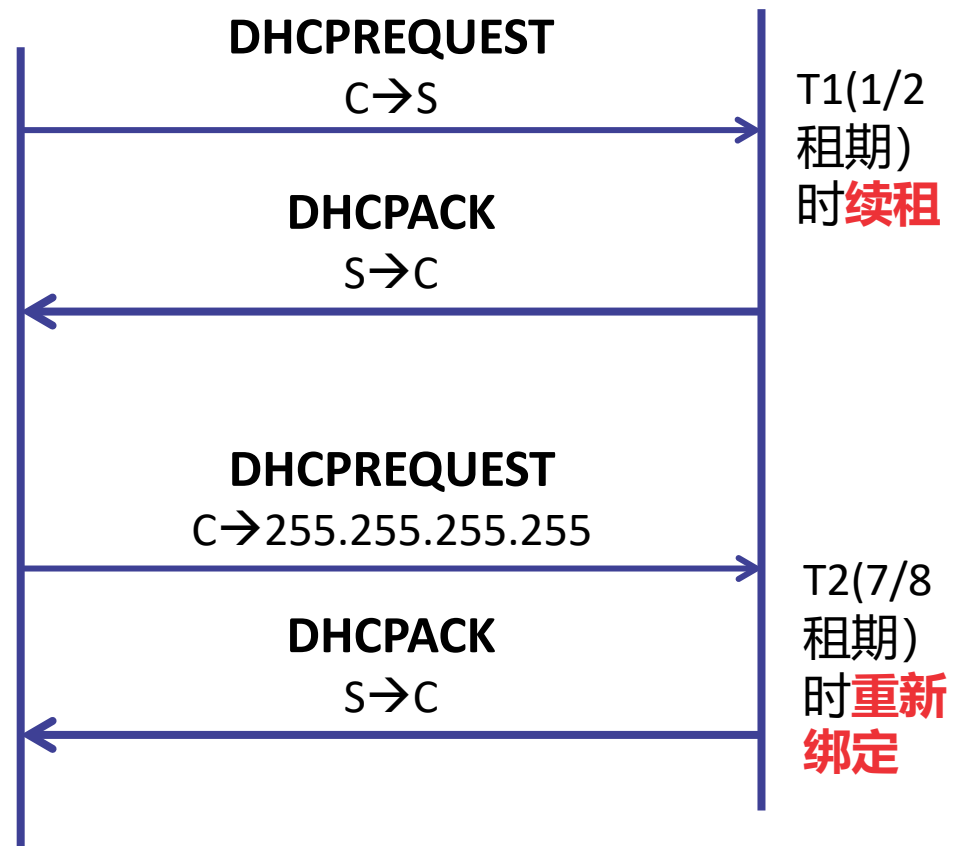 DHCPREQUEST
C→S
T1(1/2
租期)
时续租
DHCPACK
S→C
DHCPREQUEST
C→255.255.255.255
T2(7/8
租期)
时重新
绑定
DHCPACK
S→C